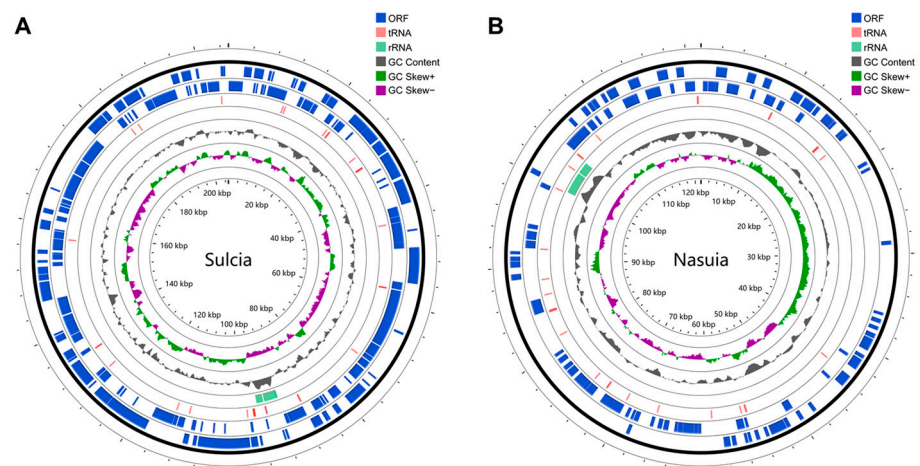 A
ORF
tRNA
rRNA
GC Content
GC Skew+
GC Skew−
200 kbp
20 kbp
180 kbp
40 kbp
160 kbp
Sulcia
60 kbp
140 kbp
80 kbp
120 kbp
100 kbp
B
ORF
tRNA
rRNA
GC Content
GC Skew+
GC Skew−
120 kbp
110 kbp
10 kbp
100 kbp
20 kbp
90 kbp
Nasuia
30 kbp
80 kbp
40 kbp
70 kbp
50 kbp
60 kbp